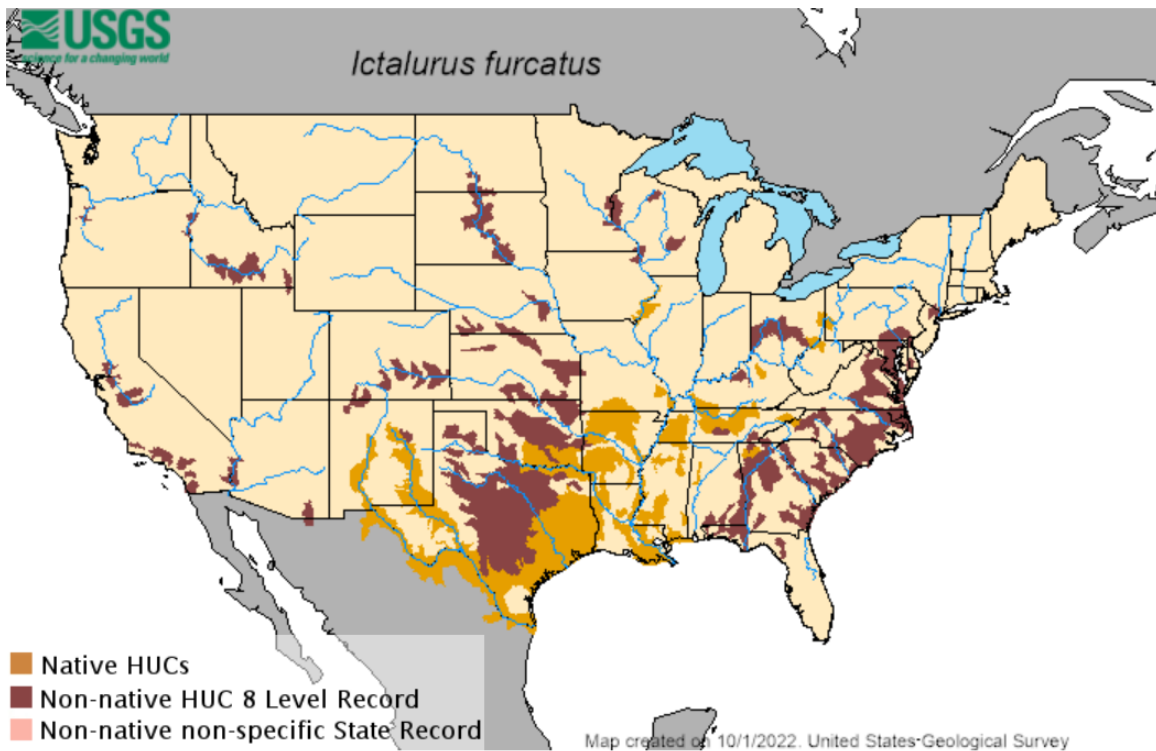 USGS
science for a changing world
Ictalurus furcatus
Native HUCs
Non-native HUC 8 Level Record
Non-native non-specific State Record
Map created on 10/1/2022. United States Geological Survey